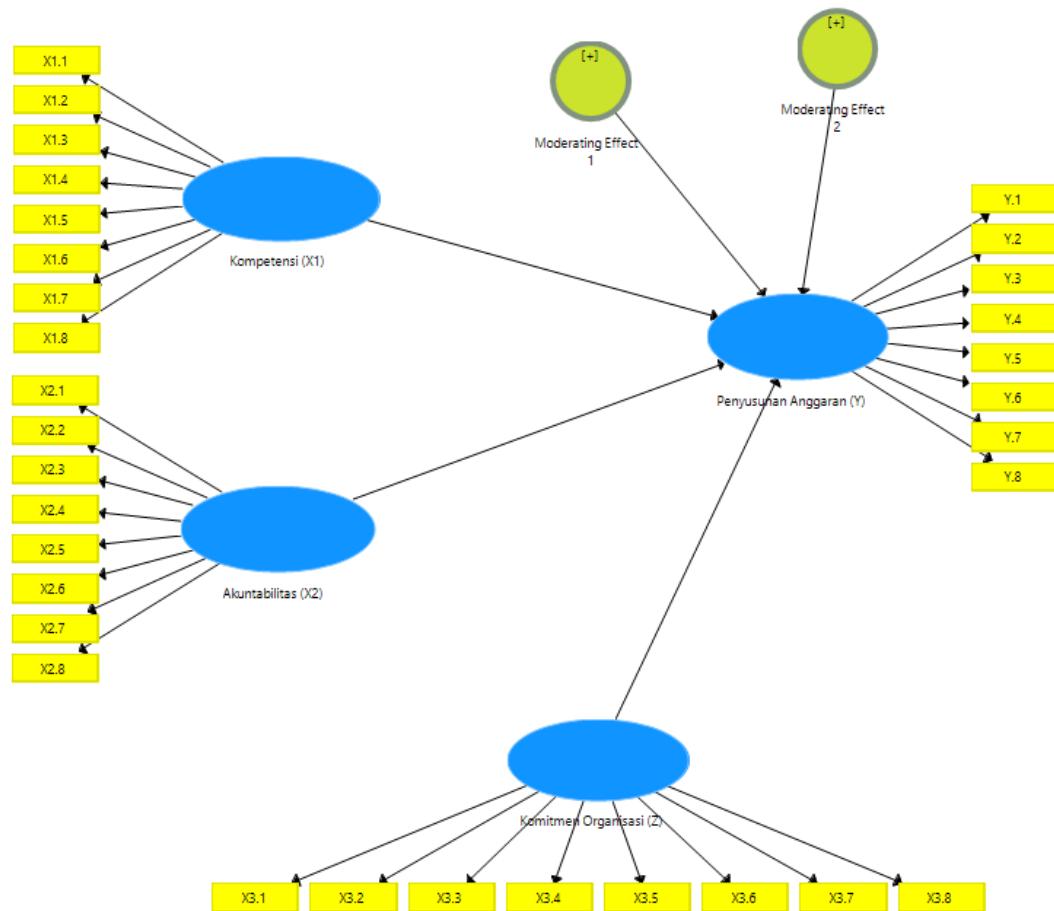 [+]
[+]
Moderating Effect
1
Moderating Effect
2
X1.1
X1.2
X1.3
X1.4
X1.5
X1.6
X1.7
X1.8
Kompetensi (X1)
Y.1
Y.2
Y.3
Y.4
Y.5
Y.6
Y.7
Y.8
Penyusunan Anggaran (Y)
X2.1
X2.2
X2.3
X2.4
X2.5
X2.6
X2.7
X2.8
Akuntabilitas (X2)
Komitmen Organisasi (Z)
X3.1
X3.2
X3.3
X3.4
X3.5
X3.6
X3.7
X3.8